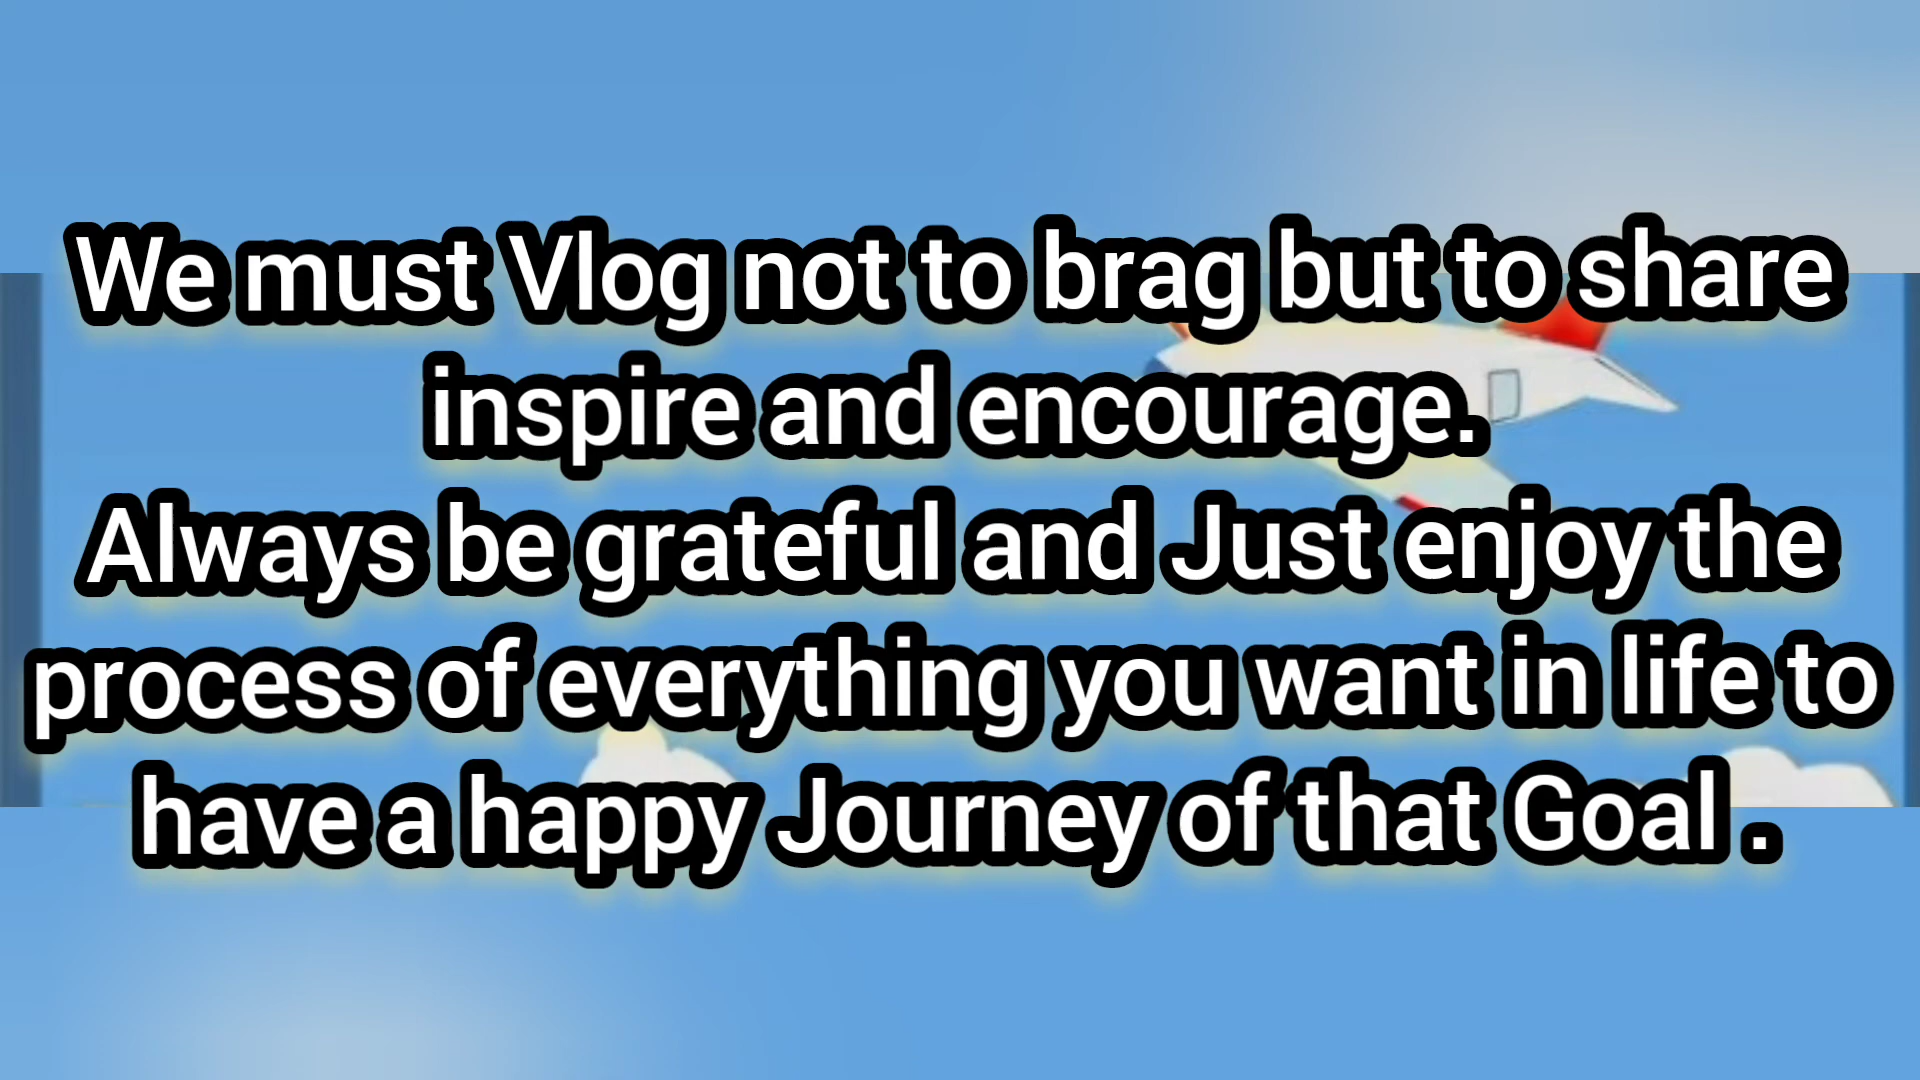 We must Vlog not to brag but to share
inspire and encourage.
Always be grateful and Just enjoy the
process of everything you want in life to
have a happy Journey of that Goal .